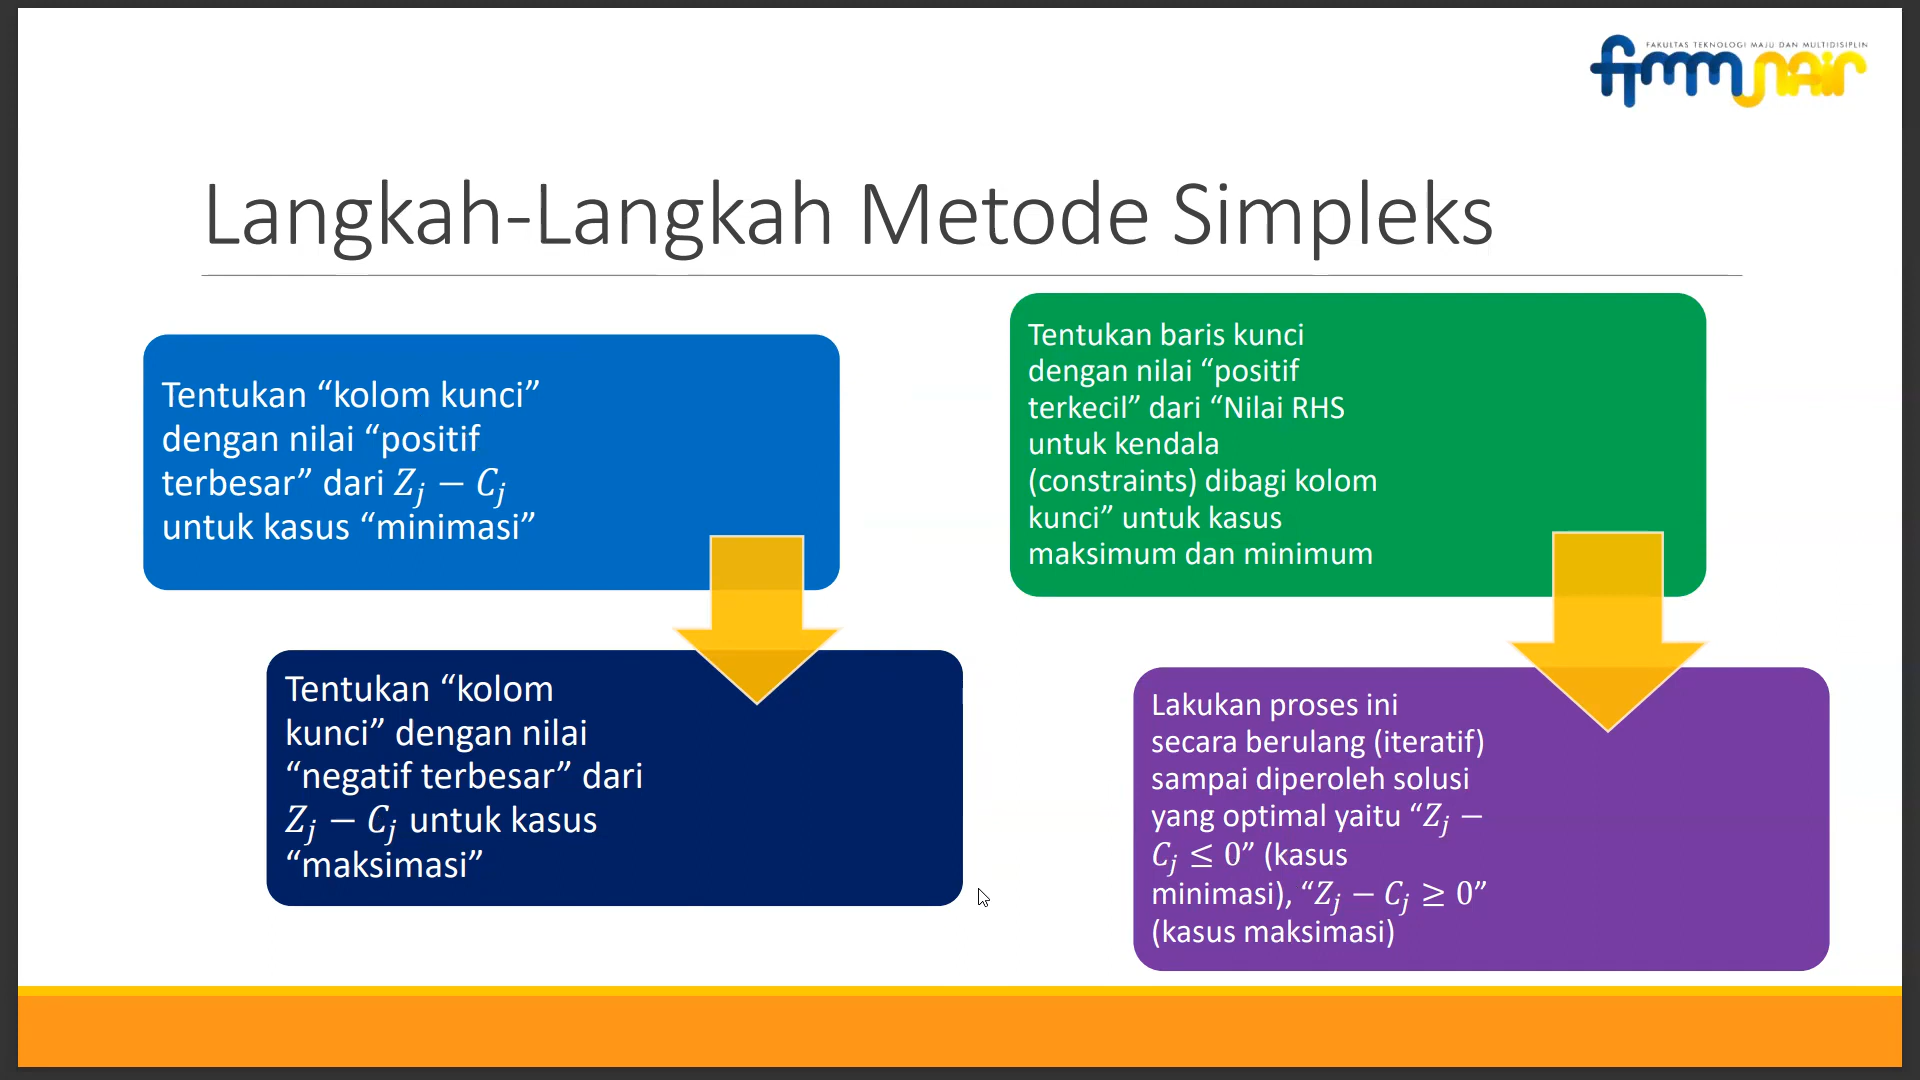 FAKULTAS TEKNOLOGI MAJU DAN MULTIDISIPLIN
ftmm UNAIR
Langkah-Langkah Metode Simpleks
Tentukan “kolom kunci”
dengan nilai “positif
terbesar” dari Zj − Cj
untuk kasus “minimasi”
Tentukan “kolom
kunci” dengan nilai
“negatif terbesar” dari
Zj − Cj untuk kasus
“maksimasi”
Tentukan baris kunci
dengan nilai “positif
terkecil” dari “Nilai RHS
untuk kendala
(constraints) dibagi kolom
kunci” untuk kasus
maksimum dan minimum
Lakukan proses ini
secara berulang (iteratif)
sampai diperoleh solusi
yang optimal yaitu “Zj −
Cj ≤ 0” (kasus
minimasi), “Zj − Cj ≥ 0”
(kasus maksimasi)